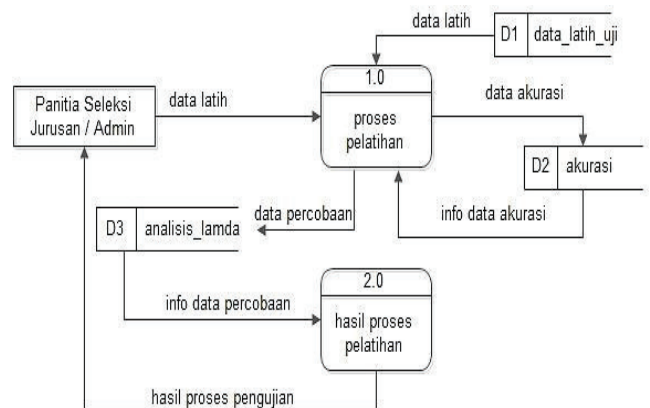 data latih
D1 data_latih_uji
1.0
Panitia Seleksi
Jurusan / Admin
data latih
proses
pelatihan
data akurasi
D2 akurasi
info data akurasi
data percobaan
D3 analisis_lamda
info data percobaan
2.0
hasil proses
pelatihan
hasil proses pengujian